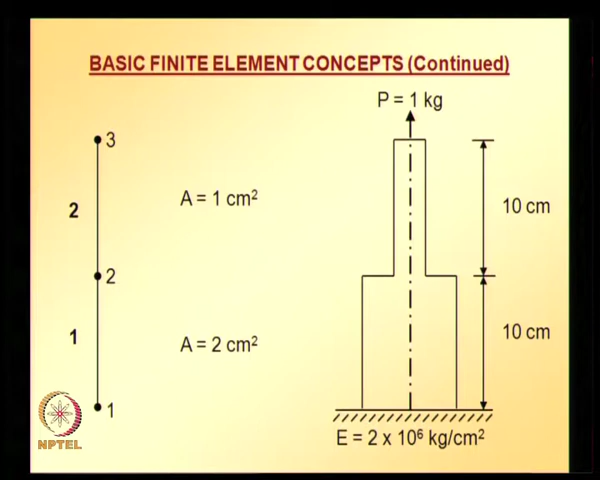 BASIC FINITE ELEMENT CONCEPTS (Continued)
P = 1 kg
3
2
A = 1 cm²
10 cm
2
1
A = 2 cm²
10 cm
1
NPTEL
E = 2 x 10⁶ kg/cm²